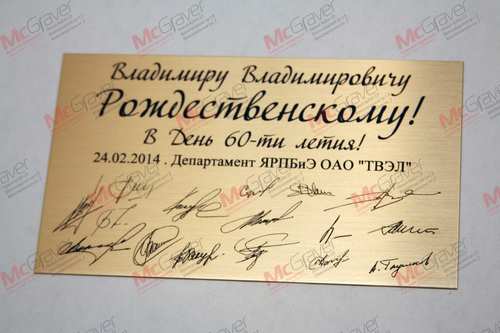 Владимиру Владимировичу
Рождественскому!
В День 60-ти летия!
24.02.2014 . Департамент ЯРПБиЭ ОАО "ТВЭЛ"